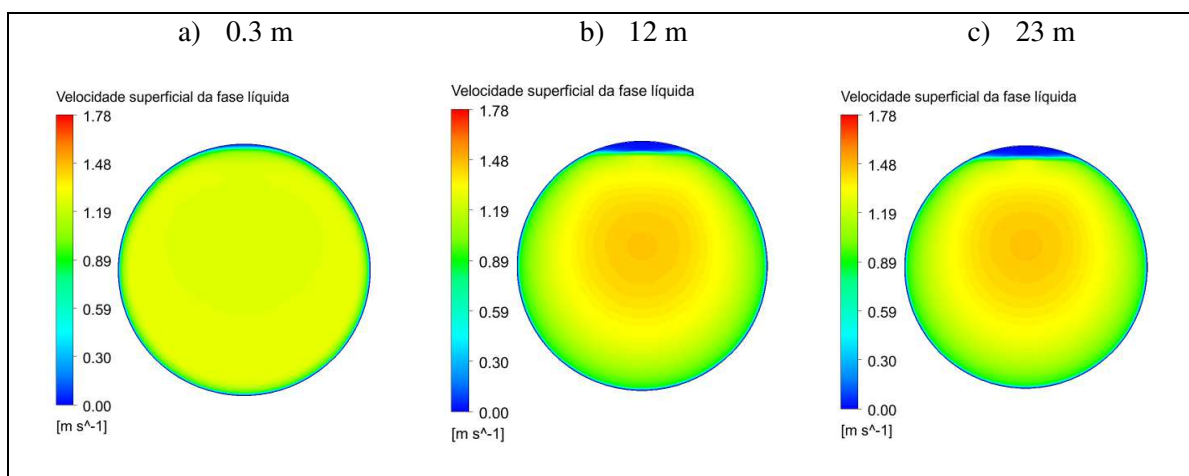 a) 0.3 m
Velocidade superficial da fase líquida
1.78
1.48
1.19
0.89
0.59
0.30
0.00
[m s^-1]
b) 12 m
Velocidade superficial da fase líquida
1.78
1.48
1.19
0.89
0.59
0.30
0.00
[m s^-1]
c) 23 m
Velocidade superficial da fase líquida
1.78
1.48
1.19
0.89
0.59
0.30
0.00
[m s^-1]